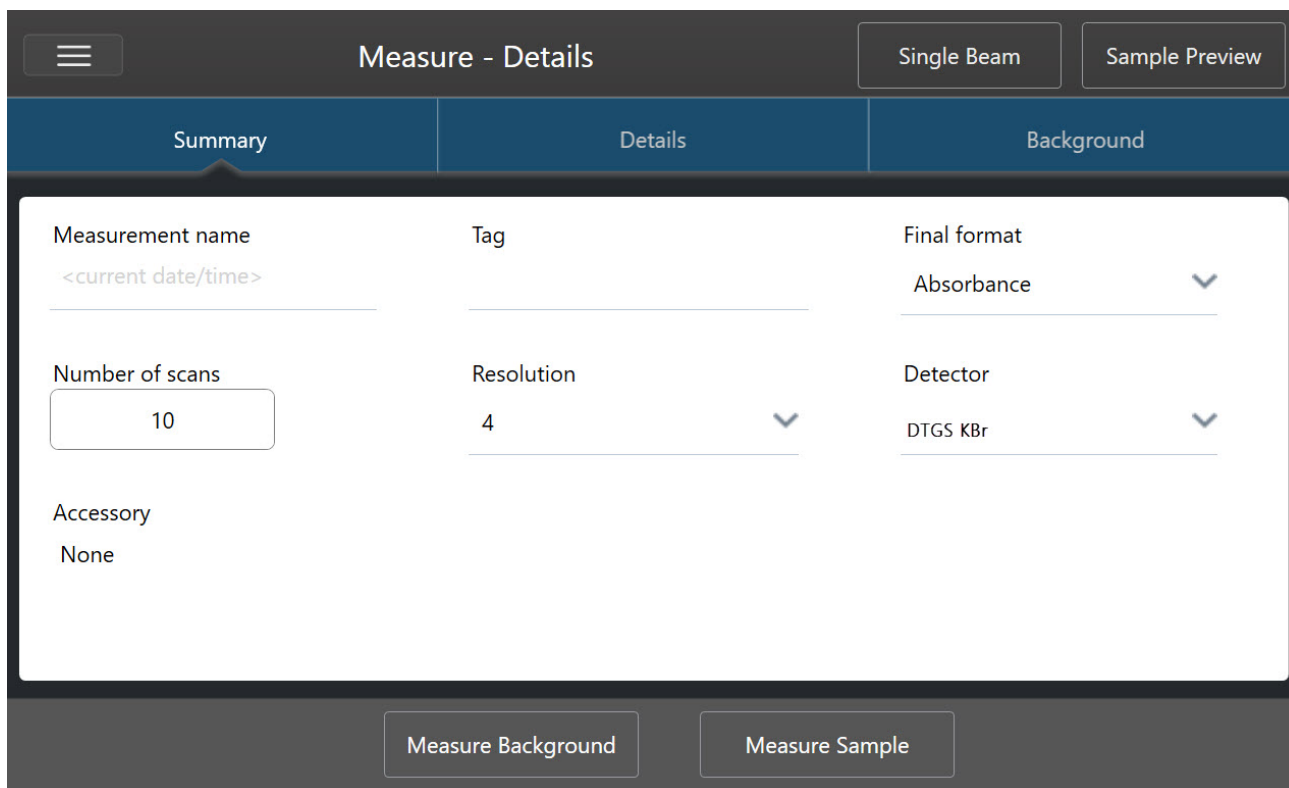 Measure - Details
Single Beam
Sample Preview
Summary
Details
Background
Measurement name
Tag
Final format
<current date/time>
Absorbance
Number of scans
Resolution
Detector
10
4
DTGS KBr
Accessory
None
Measure Background
Measure Sample